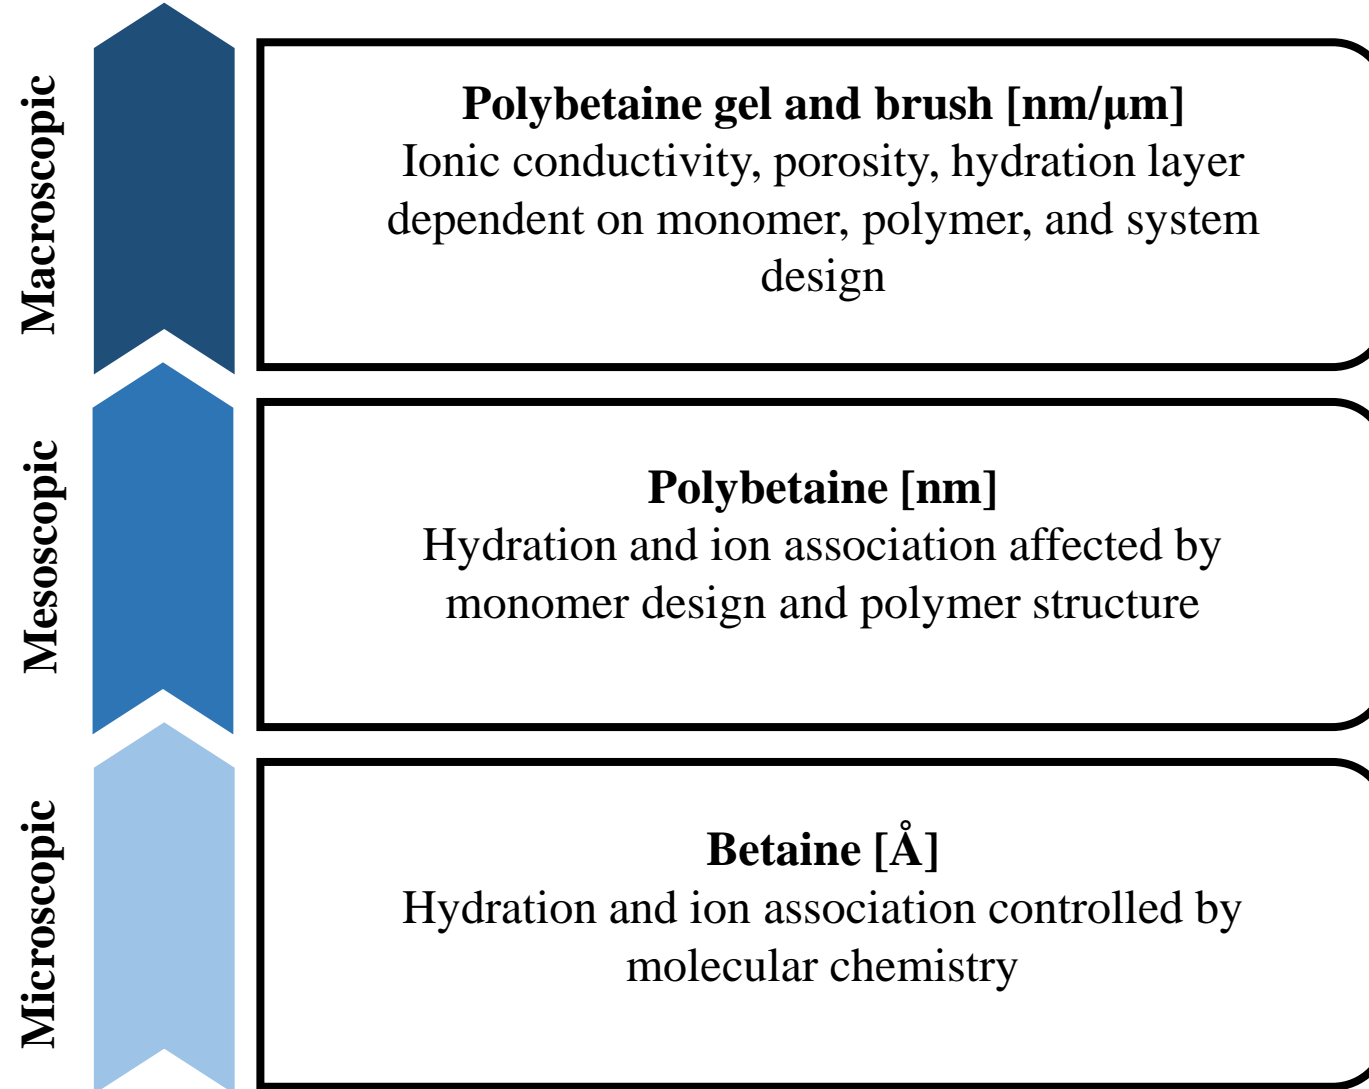 Macroscopic
Polybetaine gel and brush [nm/μm]
Ionic conductivity, porosity, hydration layer
dependent on monomer, polymer, and system
design
Mesoscopic
Polybetaine [nm]
Hydration and ion association affected by
monomer design and polymer structure
Microscopic
Betaine [Å]
Hydration and ion association controlled by
molecular chemistry